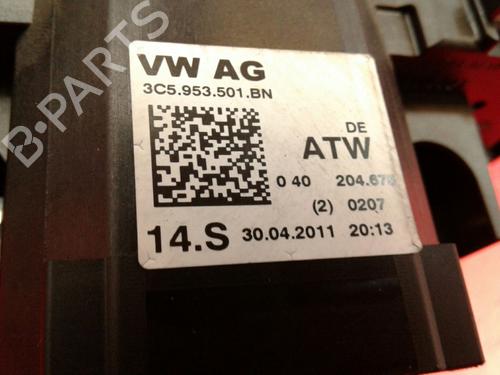 B-PARTS
VW AG
3C5.953.501.BN
DE
ATW
0 40 204.678
(2) 0207
14.S 30.04.2011 20:13